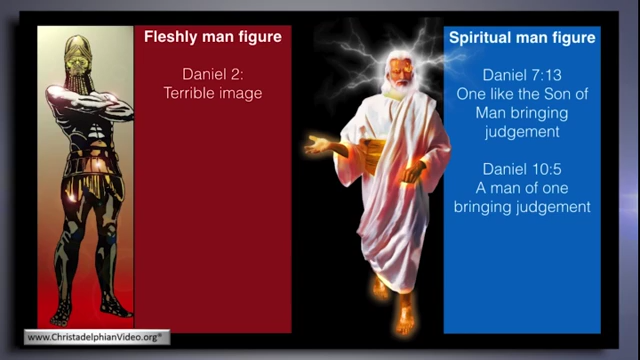 Fleshly man figure
Daniel 2:
Terrible image
Spiritual man figure
Daniel 7:13
One like the Son of
Man bringing
judgement
Daniel 10:5
A man of one
bringing judgement
www.ChristadelphianVideo.org®